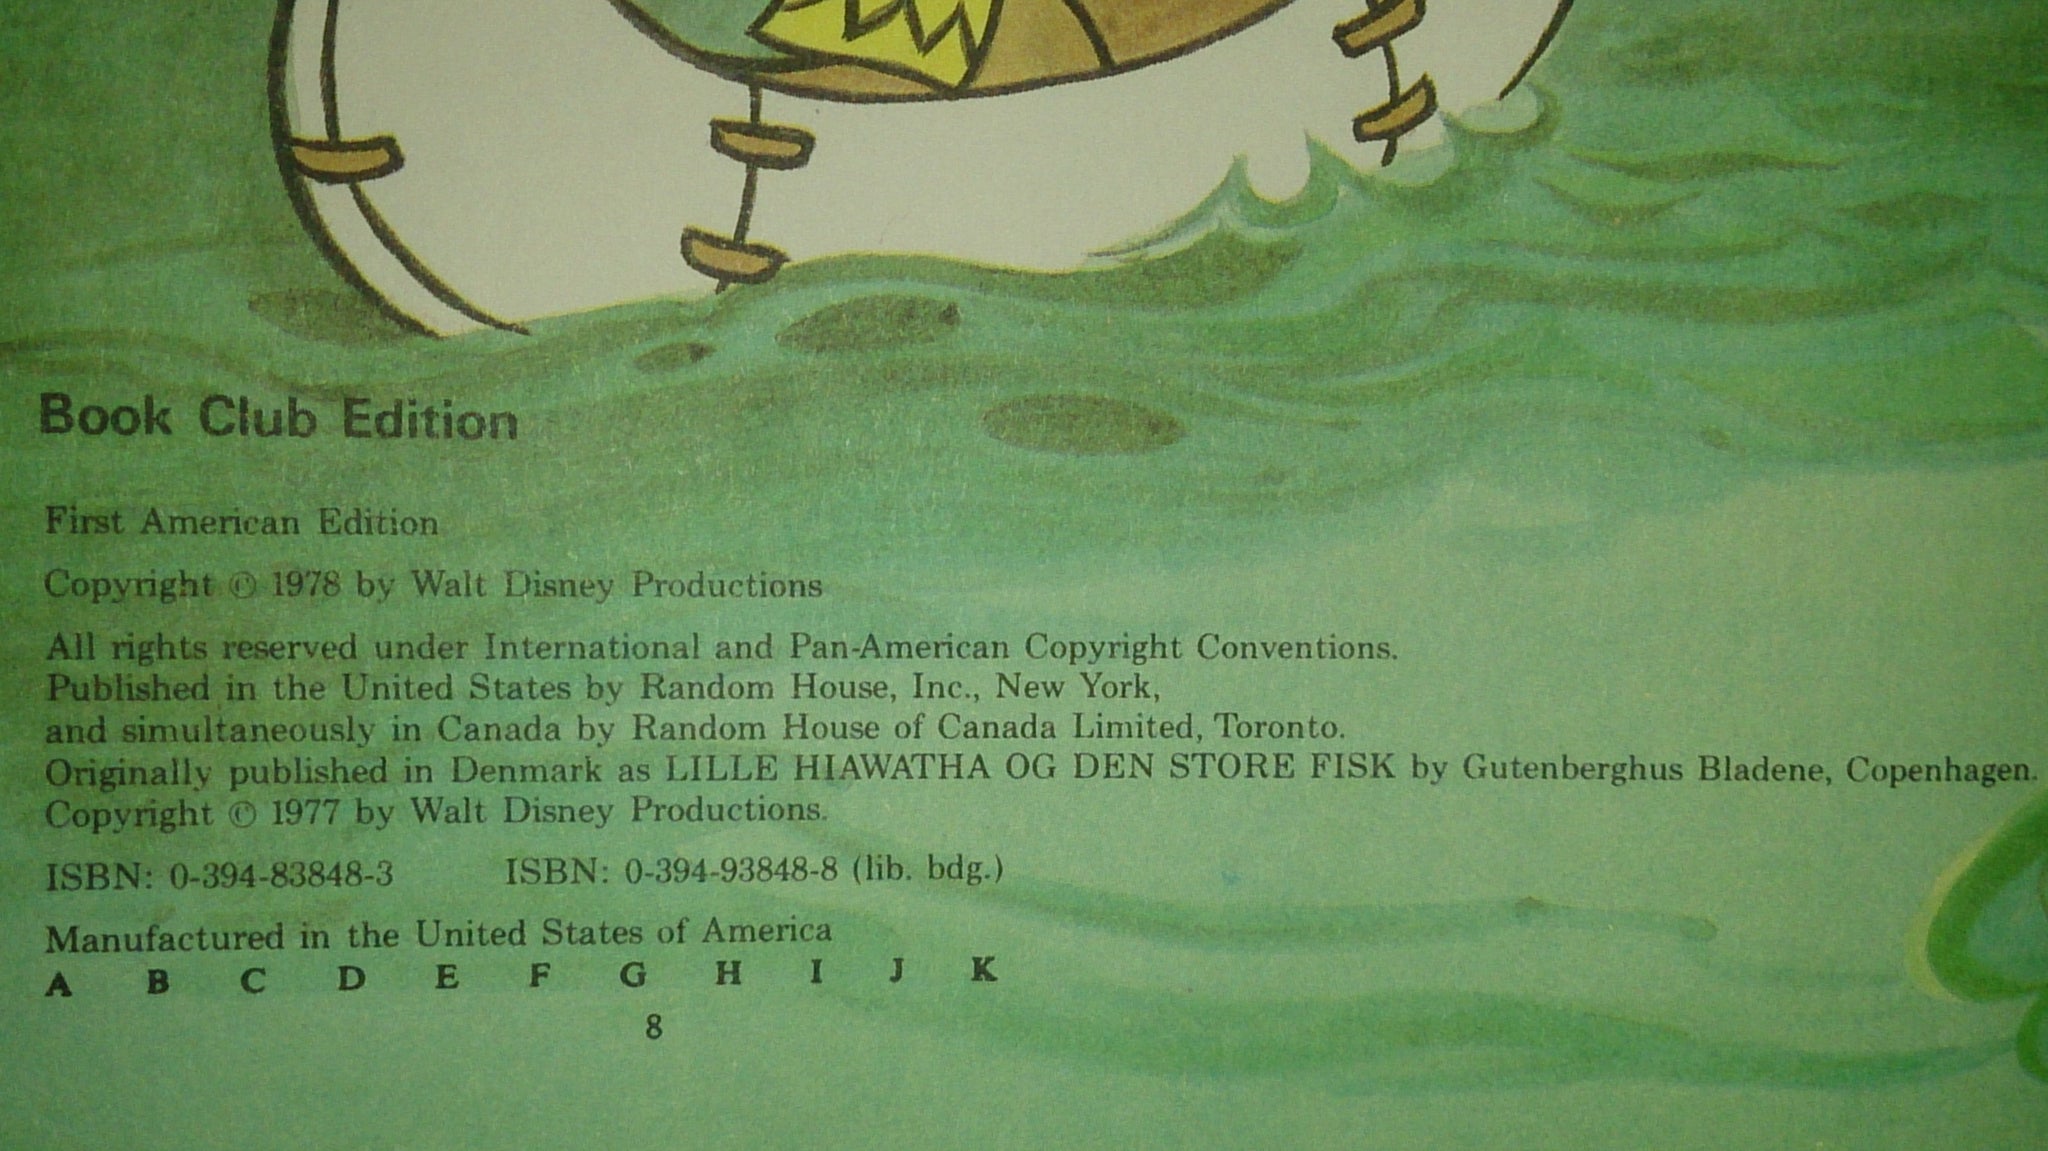 Book Club Edition
First American Edition
Copyright © 1978 by Walt Disney Productions
All rights reserved under International and Pan-American Copyright Conventions.
Published in the United States by Random House, Inc., New York,
and simultaneously in Canada by Random House of Canada Limited, Toronto.
Originally published in Denmark as LILLE HIAWATHA OG DEN STORE FISK by Gutenberghus Bladene, Copenhagen.
Copyright © 1977 by Walt Disney Productions.
ISBN: 0-394-83848-3 ISBN: 0-394-93848-8 (lib. bdg.)
Manufactured in the United States of America
A B C D E F G H I J K
8